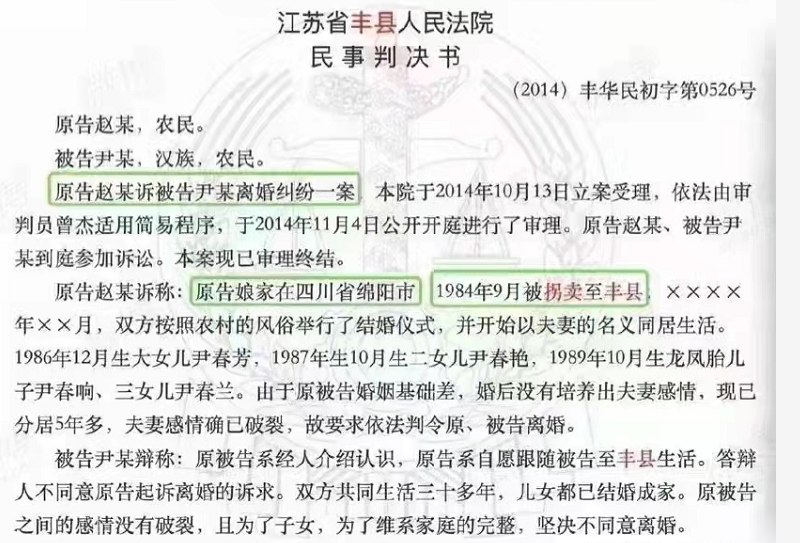 江苏省丰县人民法院
民事判决书
（2014）丰华民初字第0526号
原告赵某，农民。
被告尹某，汉族，农民。
原告赵某诉被告尹某离婚纠纷一案，本院于2014年10月13日立案受理，依法由审
判员曾杰适用简易程序，于2014年11月4日公开开庭进行了审理。原告赵某、被告尹
某到庭参加诉讼。本案现已审理终结。
原告赵某诉称：原告娘家在四川省绵阳市，1984年9月被拐卖至丰县，××××
年××月，双方按照农村的风俗举行了结婚仪式，并开始以夫妻的名义同居生活。
1986年12月生大女儿尹春芳，1987年生10月生二女儿尹春艳，1989年10月生龙凤胎儿
子尹春响、三女儿尹春兰。由于原被告婚姻基础差，婚后没有培养出夫妻感情，现已
分居5年多，夫妻感情确已破裂，故要求依法判令原、被告离婚。
被告尹某辩称：原被告系经人介绍认识，原告系自愿跟随被告至丰县生活。答辩
人不同意原告起诉离婚的诉求。双方共同生活三十多年，儿女都已结婚成家。原被告
之间的感情没有破裂，且为了子女，为了维系家庭的完整，坚决不同意离婚。